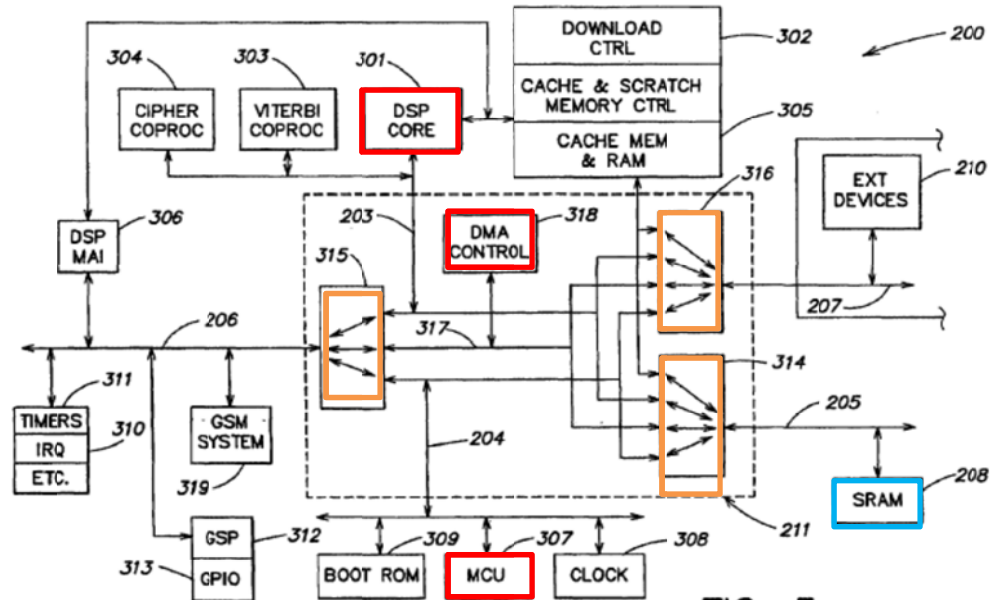 DOWNLOAD
CTRL
302
200
304
303
301
CACHE & SCRATCH
MEMORY CTRL
CIPHER
COPROC
VITERBI
COPROC
DSP
CORE
305
CACHE MEM
& RAM
316
EXT
DEVICES
210
306
203
318
DSP
MAI
DMA
CONTROL
315
207
206
317
314
311
205
TIMERS
310
IRQ
ETC.
GSM
SYSTEM
204
319
SRAM
208
211
GSP
312
309
307
308
313
GPIO
BOOT ROM
MCU
CLOCK